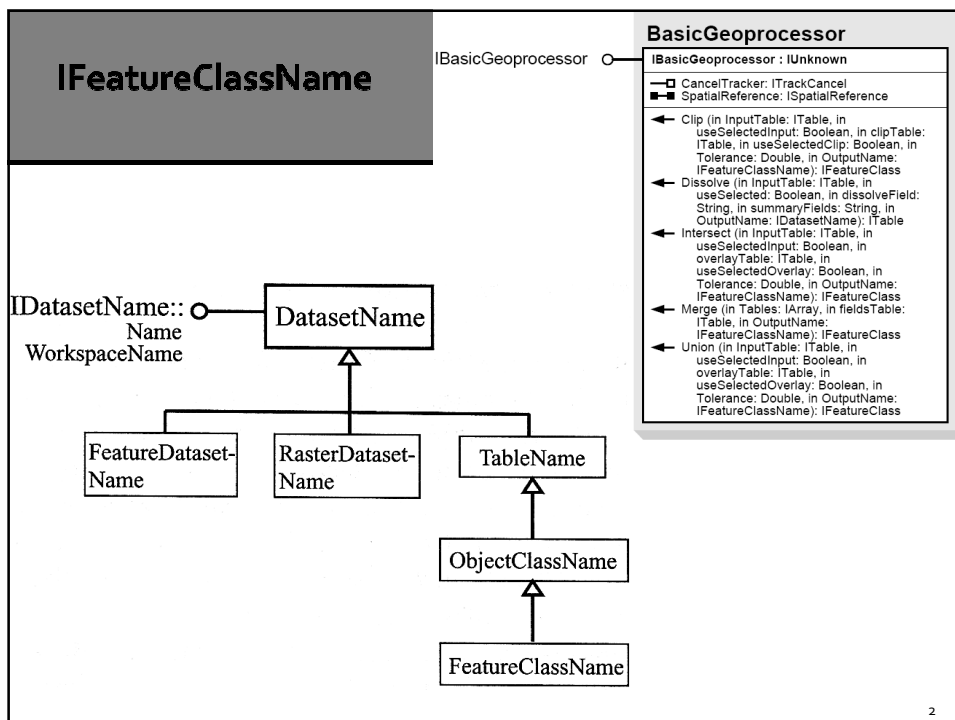 IFeatureClassName
IBasicGeoprocessor
BasicGeoprocessor
IBasicGeoprocessor : IUnknown
CancelTracker: ITrackCancel
SpatialReference: ISpatialReference
Clip (in InputTable: ITable, in
useSelectedInput: Boolean, in clipTable:
ITable, in useSelectedClip: Boolean, in
Tolerance: Double, in OutputName:
IFeatureClassName): IFeatureClass
Dissolve (in InputTable: ITable, in
useSelected: Boolean, in dissolveField:
String, in summaryFields: String, in
OutputName: IDatasetName): ITable
Intersect (in InputTable: ITable, in
useSelectedInput: Boolean, in
overlayTable: ITable, in
useSelectedOverlay: Boolean, in
Tolerance: Double, in OutputName:
IFeatureClassName): IFeatureClass
Merge (in Tables: IArray, in fieldsTable:
ITable, in OutputName:
IFeatureClassName): IFeatureClass
Union (in InputTable: ITable, in
useSelectedInput: Boolean, in
overlayTable: ITable, in
useSelectedOverlay: Boolean, in
Tolerance: Double, in OutputName:
IFeatureClassName): IFeatureClass
IDatasetName::
Name
WorkspaceName
DatasetName
FeatureDataset-
Name
RasterDataset-
Name
TableName
ObjectClassName
FeatureClassName
2